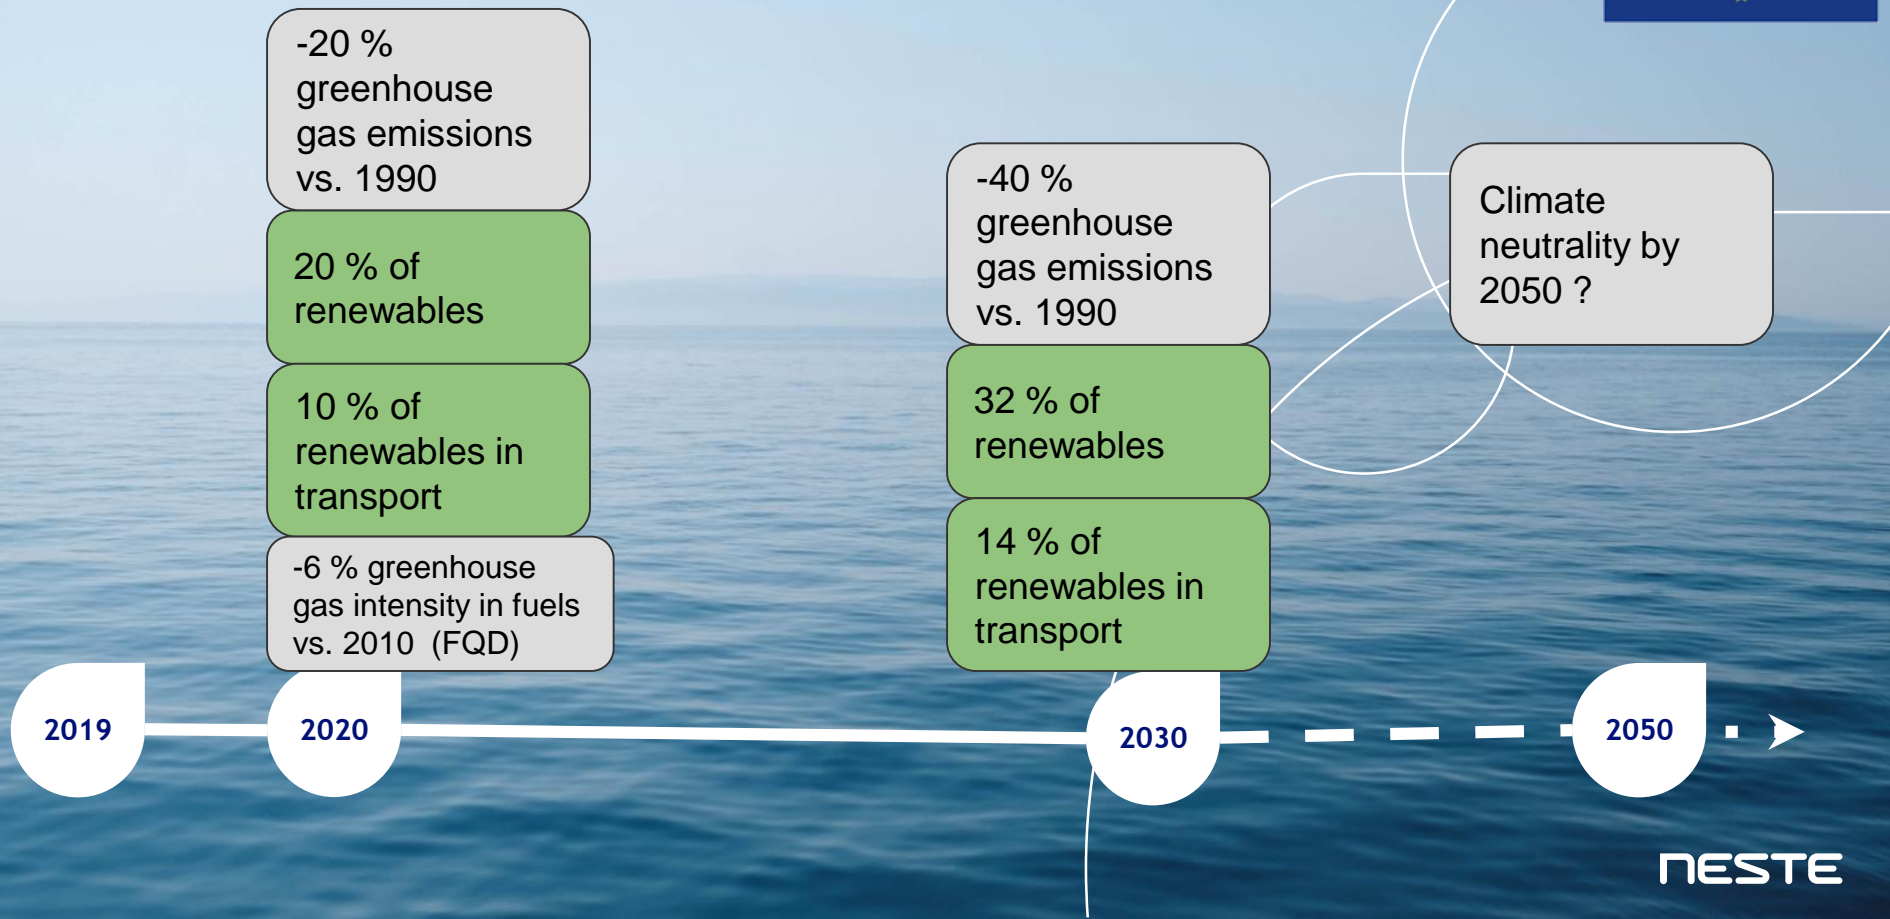 -20 %
greenhouse
gas emissions
vs. 1990
20 % of
renewables
10 % of
renewables in
transport
-6 % greenhouse
gas intensity in fuels
vs. 2010 (FQD)
-40 %
greenhouse
gas emissions
vs. 1990
32 % of
renewables
14 % of
renewables in
transport
Climate
neutrality by
2050 ?
2019
2020
2030
2050
NESTE